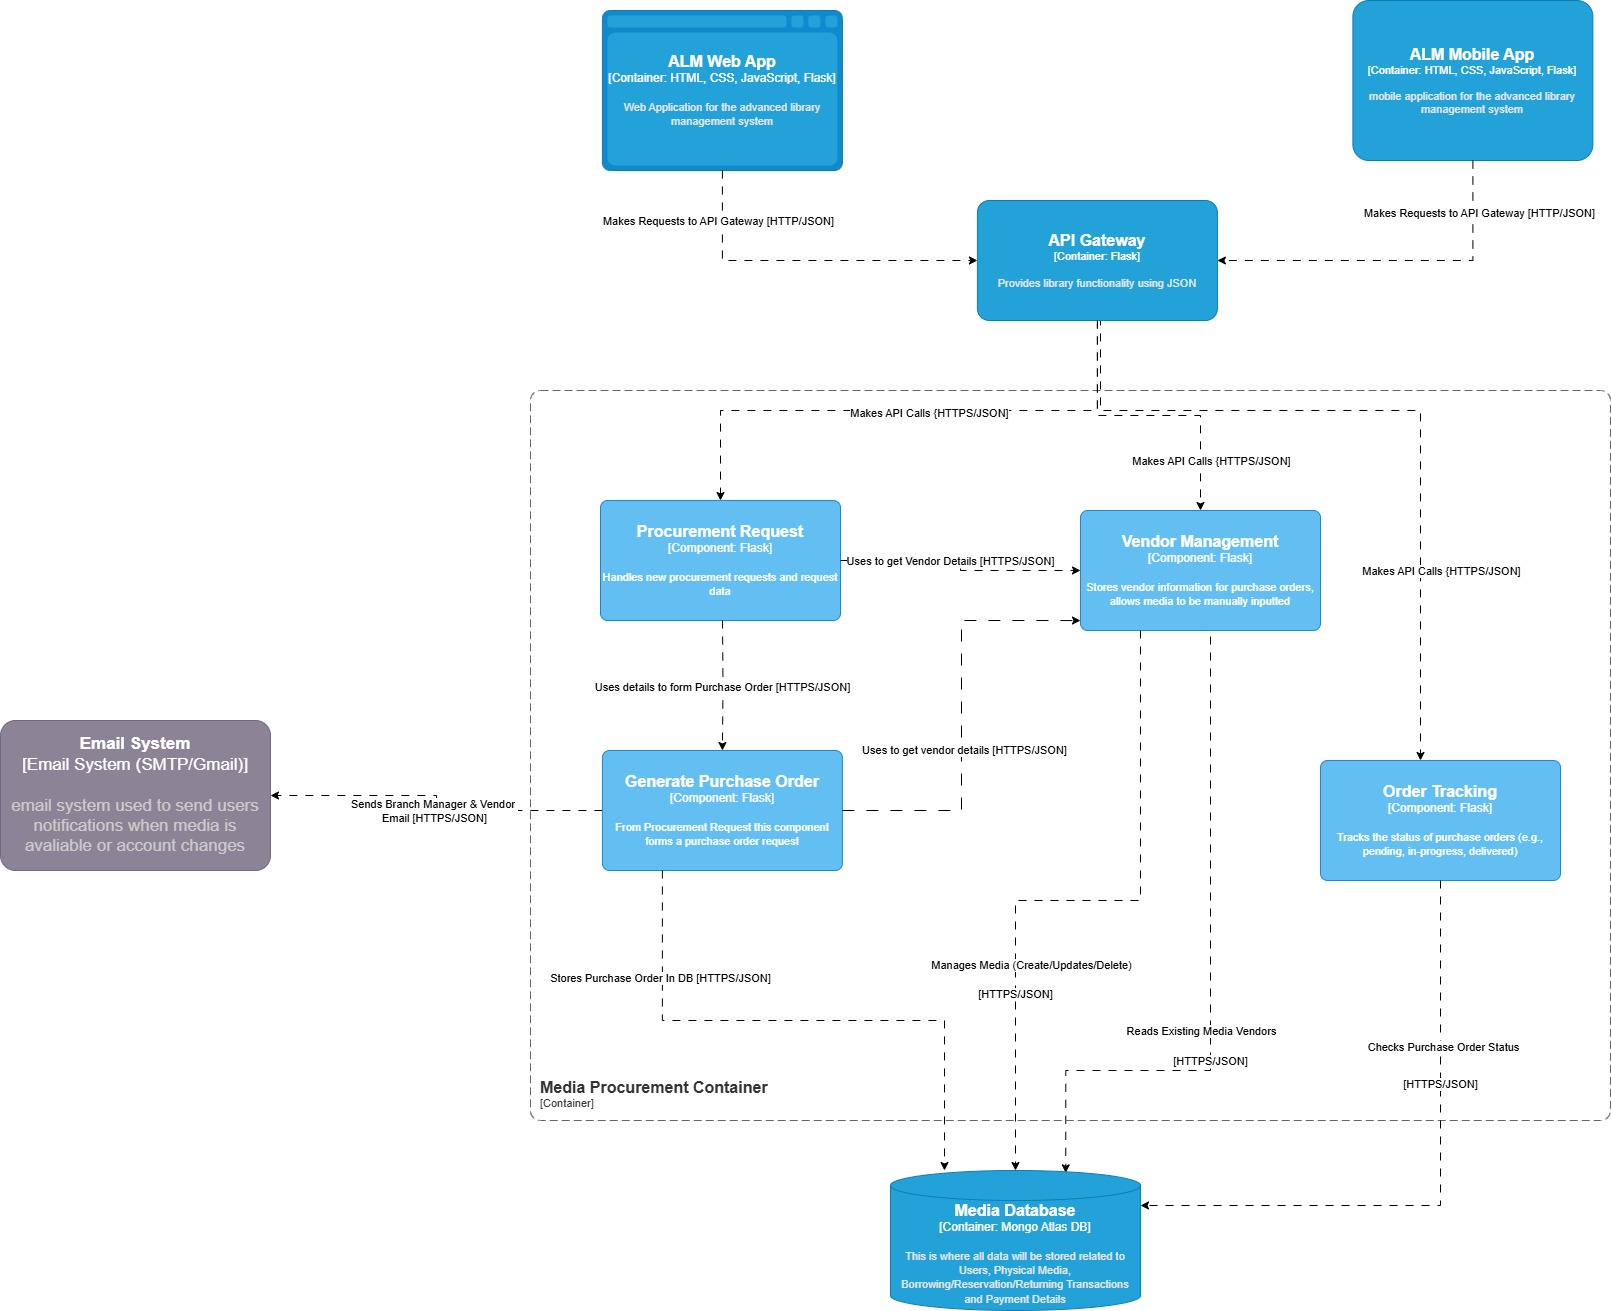 ALM Web App
[Container: HTML, CSS, JavaScript, Flask]
Web Application for the advanced library
management system
ALM Mobile App
[Container: HTML, CSS, JavaScript, Flask]
mobile application for the advanced library
management system
Makes Requests to API Gateway [HTTP/JSON]
Makes Requests to API Gateway [HTTP/JSON]
API Gateway
[Container: Flask]
Provides library functionality using JSON
Makes API Calls {HTTPS/JSON]
Makes API Calls {HTTPS/JSON]
Makes API Calls {HTTPS/JSON]
Procurement Request
[Component: Flask]
Handles new procurement requests and request
data
Uses to get Vendor Details [HTTPS/JSON]
Vendor Management
[Component: Flask]
Stores vendor information for purchase orders,
allows media to be manually inputted
Uses details to form Purchase Order [HTTPS/JSON]
Uses to get vendor details [HTTPS/JSON]
Email System
[Email System (SMTP/Gmail)]
email system used to send users
notifications when media is
avaliable or account changes
Sends Branch Manager & Vendor
Email [HTTPS/JSON]
Generate Purchase Order
[Component: Flask]
From Procurement Request this component
forms a purchase order request
Order Tracking
[Component: Flask]
Tracks the status of purchase orders (e.g.,
pending, in-progress, delivered)
Stores Purchase Order In DB [HTTPS/JSON]
Manages Media (Create/Updates/Delete)
[HTTPS/JSON]
Reads Existing Media Vendors
[HTTPS/JSON]
Checks Purchase Order Status
[HTTPS/JSON]
Media Procurement Container
[Container]
Media Database
[Container: Mongo Atlas DB]
This is where all data will be stored related to
Users, Physical Media,
Borrowing/Reservation/Returning Transactions
and Payment Details